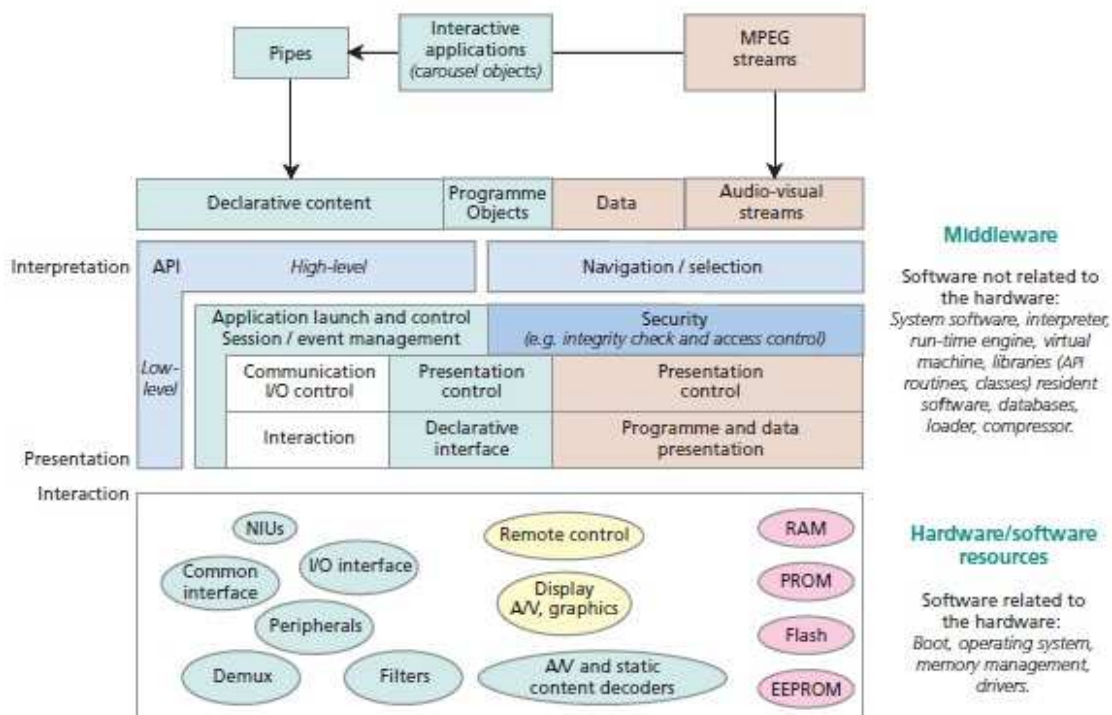 Pipes
Interactive
applications
(carousel objects)
MPEG
streams
Declarative content
Programme
Objects
Data
Audio-visual
streams
Interpretation
API
High-level
Navigation / selection
Application launch and control
Session / event management
Security
(e.g. integrity check and access control)
Low-
level
Communication
I/O control
Presentation
control
Presentation
control
Interaction
Declarative
interface
Programme and data
presentation
Presentation
Interaction
Middleware
Software not related to
the hardware:
System software, interpreter,
run-time engine, virtual
machine, libraries (API
routines, classes) resident
software, databases,
loader, compressor.
NIUs
Common
interface
I/O interface
Peripherals
Demux
Filters
Remote control
Display
A/V, graphics
A/V and static
content decoders
RAM
PROM
Flash
EEPROM
Hardware/software
resources
Software related to
the hardware:
Boot, operating system,
memory management,
drivers.